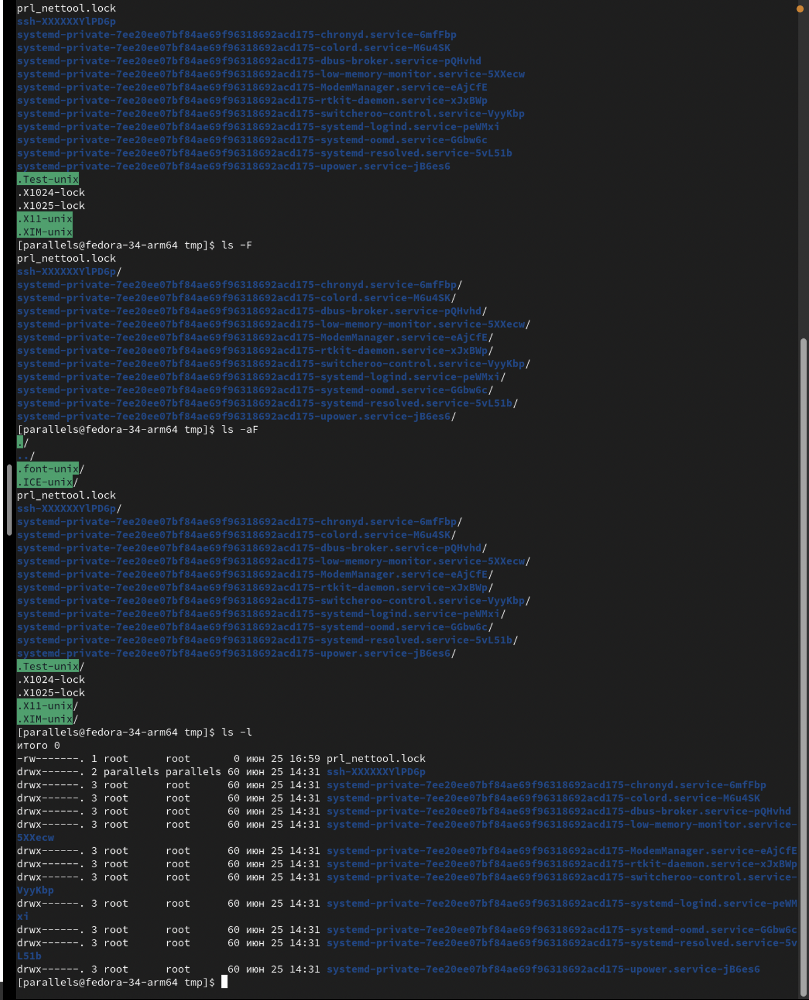 prl_nettool.lock
ssh-XXXXXXYlPD6p
systemd-private-7ee20ee07bf84ae69f96318692acd175-chronyd.service-6mfFbp
systemd-private-7ee20ee07bf84ae69f96318692acd175-colord.service-M6u4SK
systemd-private-7ee20ee07bf84ae69f96318692acd175-dbus-broker.service-pQHvhd
systemd-private-7ee20ee07bf84ae69f96318692acd175-low-memory-monitor.service-5XXecw
systemd-private-7ee20ee07bf84ae69f96318692acd175-ModemManager.service-eAjCfE
systemd-private-7ee20ee07bf84ae69f96318692acd175-rtkit-daemon.service-xJxBWp
systemd-private-7ee20ee07bf84ae69f96318692acd175-switcheroo-control.service-VyyKbp
systemd-private-7ee20ee07bf84ae69f96318692acd175-systemd-logind.service-peWMxi
systemd-private-7ee20ee07bf84ae69f96318692acd175-systemd-oomd.service-GGbw6c
systemd-private-7ee20ee07bf84ae69f96318692acd175-systemd-resolved.service-5vL51b
systemd-private-7ee20ee07bf84ae69f96318692acd175-upower.service-jB6es6
.Test-unix
.X1024-lock
.X1025-lock
.X11-unix
.XIM-unix
[parallels@fedora-34-arm64 tmp]$ ls -F
prl_nettool.lock
ssh-XXXXXXYlPD6p/
systemd-private-7ee20ee07bf84ae69f96318692acd175-chronyd.service-6mfFbp/
systemd-private-7ee20ee07bf84ae69f96318692acd175-colord.service-M6u4SK/
systemd-private-7ee20ee07bf84ae69f96318692acd175-dbus-broker.service-pQHvhd/
systemd-private-7ee20ee07bf84ae69f96318692acd175-low-memory-monitor.service-5XXecw/
systemd-private-7ee20ee07bf84ae69f96318692acd175-ModemManager.service-eAjCfE/
systemd-private-7ee20ee07bf84ae69f96318692acd175-rtkit-daemon.service-xJxBWp/
systemd-private-7ee20ee07bf84ae69f96318692acd175-switcheroo-control.service-VyyKbp/
systemd-private-7ee20ee07bf84ae69f96318692acd175-systemd-logind.service-peWMxi/
systemd-private-7ee20ee07bf84ae69f96318692acd175-systemd-oomd.service-GGbw6c/
systemd-private-7ee20ee07bf84ae69f96318692acd175-systemd-resolved.service-5vL51b/
systemd-private-7ee20ee07bf84ae69f96318692acd175-upower.service-jB6es6/
[parallels@fedora-34-arm64 tmp]$ ls -aF
./
../
.font-unix/
.ICE-unix/
prl_nettool.lock
ssh-XXXXXXYlPD6p/
systemd-private-7ee20ee07bf84ae69f96318692acd175-chronyd.service-6mfFbp/
systemd-private-7ee20ee07bf84ae69f96318692acd175-colord.service-M6u4SK/
systemd-private-7ee20ee07bf84ae69f96318692acd175-dbus-broker.service-pQHvhd/
systemd-private-7ee20ee07bf84ae69f96318692acd175-low-memory-monitor.service-5XXecw/
systemd-private-7ee20ee07bf84ae69f96318692acd175-ModemManager.service-eAjCfE/
systemd-private-7ee20ee07bf84ae69f96318692acd175-rtkit-daemon.service-xJxBWp/
systemd-private-7ee20ee07bf84ae69f96318692acd175-switcheroo-control.service-VyyKbp/
systemd-private-7ee20ee07bf84ae69f96318692acd175-systemd-logind.service-peWMxi/
systemd-private-7ee20ee07bf84ae69f96318692acd175-systemd-oomd.service-GGbw6c/
systemd-private-7ee20ee07bf84ae69f96318692acd175-systemd-resolved.service-5vL51b/
systemd-private-7ee20ee07bf84ae69f96318692acd175-upower.service-jB6es6/
.Test-unix/
.X1024-lock
.X1025-lock
.X11-unix/
.XIM-unix/
[parallels@fedora-34-arm64 tmp]$ ls -l
итого 0
-rw-------. 1 root      root       0 июн 25 16:59 prl_nettool.lock
drwx------. 2 parallels parallels 60 июн 25 14:31 ssh-XXXXXXYlPD6p
drwx------. 3 root      root      60 июн 25 14:31 systemd-private-7ee20ee07bf84ae69f96318692acd175-chronyd.service-6mfFbp
drwx------. 3 root      root      60 июн 25 14:31 systemd-private-7ee20ee07bf84ae69f96318692acd175-colord.service-M6u4SK
drwx------. 3 root      root      60 июн 25 14:31 systemd-private-7ee20ee07bf84ae69f96318692acd175-dbus-broker.service-pQHvhd
drwx------. 3 root      root      60 июн 25 14:31 systemd-private-7ee20ee07bf84ae69f96318692acd175-low-memory-monitor.service-
5XXecw
drwx------. 3 root      root      60 июн 25 14:31 systemd-private-7ee20ee07bf84ae69f96318692acd175-ModemManager.service-eAjCfE
drwx------. 3 root      root      60 июн 25 14:31 systemd-private-7ee20ee07bf84ae69f96318692acd175-rtkit-daemon.service-xJxBWp
drwx------. 3 root      root      60 июн 25 14:31 systemd-private-7ee20ee07bf84ae69f96318692acd175-switcheroo-control.service-
VyyKbp
drwx------. 3 root      root      60 июн 25 14:31 systemd-private-7ee20ee07bf84ae69f96318692acd175-systemd-logind.service-peWM
xi
drwx------. 3 root      root      60 июн 25 14:31 systemd-private-7ee20ee07bf84ae69f96318692acd175-systemd-oomd.service-GGbw6c
drwx------. 3 root      root      60 июн 25 14:31 systemd-private-7ee20ee07bf84ae69f96318692acd175-systemd-resolved.service-5v
L51b
drwx------. 3 root      root      60 июн 25 14:31 systemd-private-7ee20ee07bf84ae69f96318692acd175-upower.service-jB6es6
[parallels@fedora-34-arm64 tmp]$